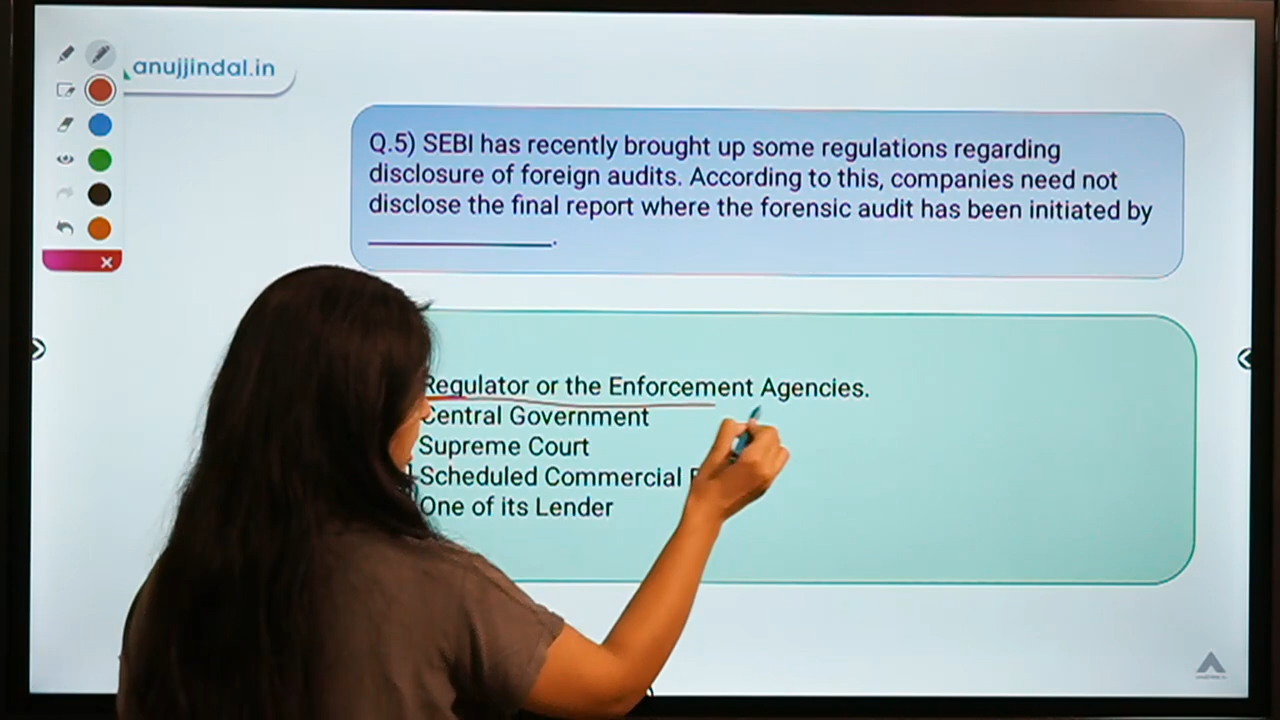 anujjindal.in
Q.5) SEBI has recently brought up some regulations regarding
disclosure of foreign audits. According to this, companies need not
disclose the final report where the forensic audit has been initiated by
____________.
Regulator or the Enforcement Agencies.
Central Government
Supreme Court
Scheduled Commercial
One of its Lender